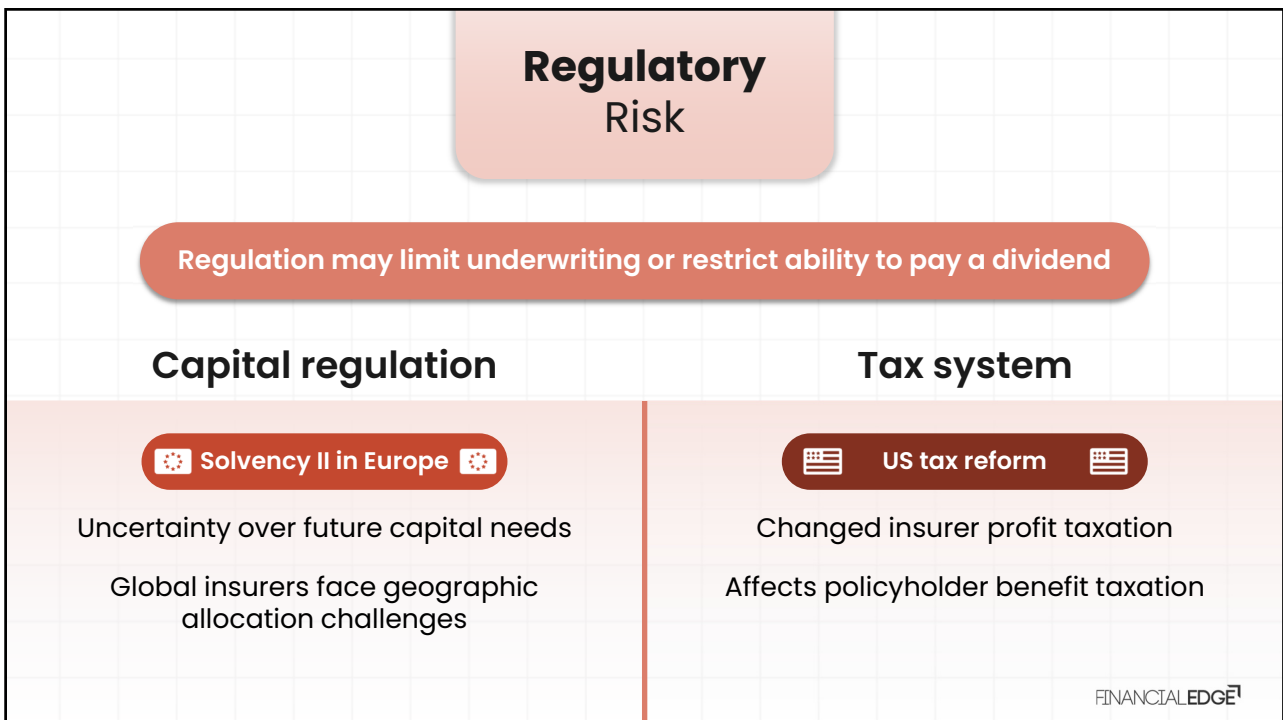 Regulatory
Risk
Regulation may limit underwriting or restrict ability to pay a dividend
Capital regulation
Solvency II in Europe
Uncertainty over future capital needs
Global insurers face geographic
allocation challenges
Tax system
US tax reform
Changed insurer profit taxation
Affects policyholder benefit taxation
FINANCIALEDGE